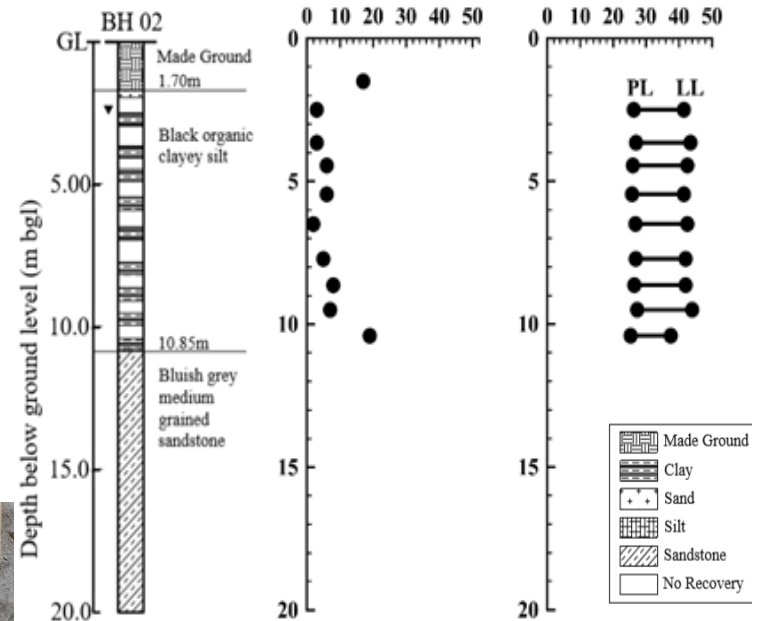 BH 02
GL
Made Ground
1.70m
Black organic
clayey silt
5.00
10.0
10.85m
Bluish grey
medium
grained
sandstone
15.0
20.0
Depth below ground level (m bgl)
0 10 20 30 40 50
0
5
10
15
20
0 10 20 30 40 50
0
PL LL
5
10
15
20
Made Ground
Clay
Sand
Silt
Sandstone
No Recovery